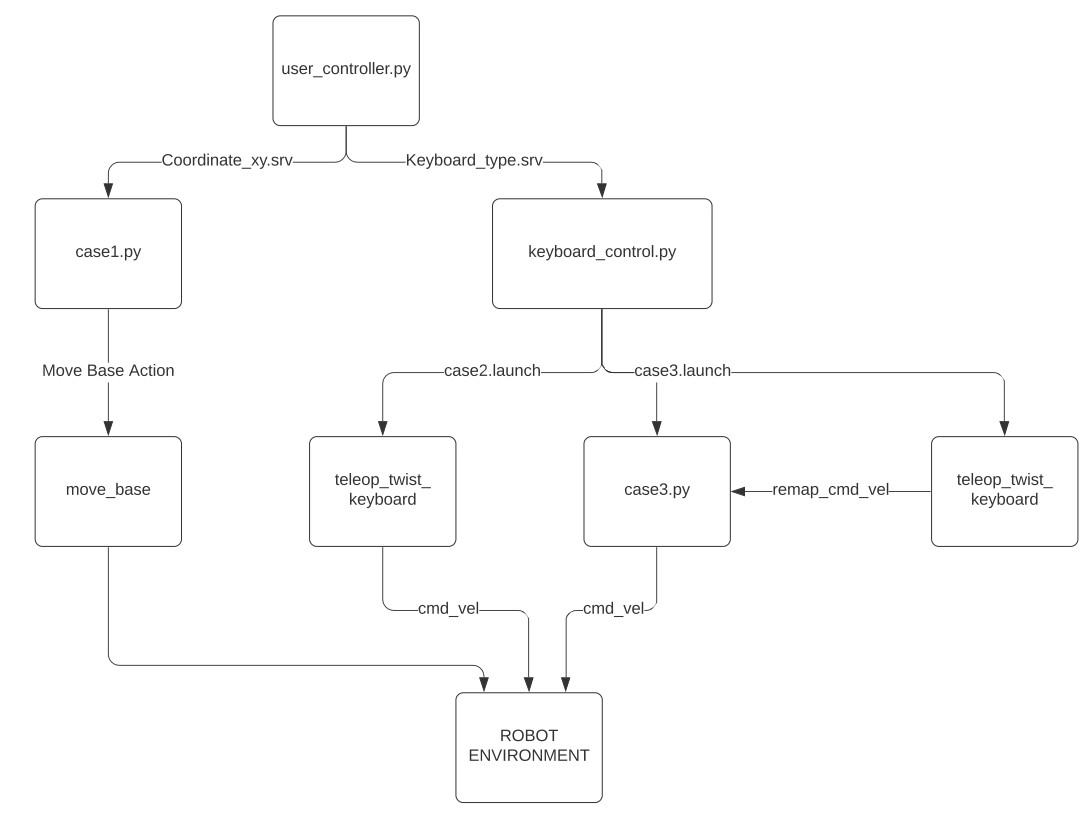 user_controller.py
Coordinate_xy.srv
Keyboard_type.srv
case1.py
keyboard_control.py
Move Base Action
case2.launch
case3.launch
move_base
teleop_twist_
keyboard
case3.py
remap_cmd_vel
teleop_twist_
keyboard
cmd_vel
cmd_vel
ROBOT
ENVIRONMENT